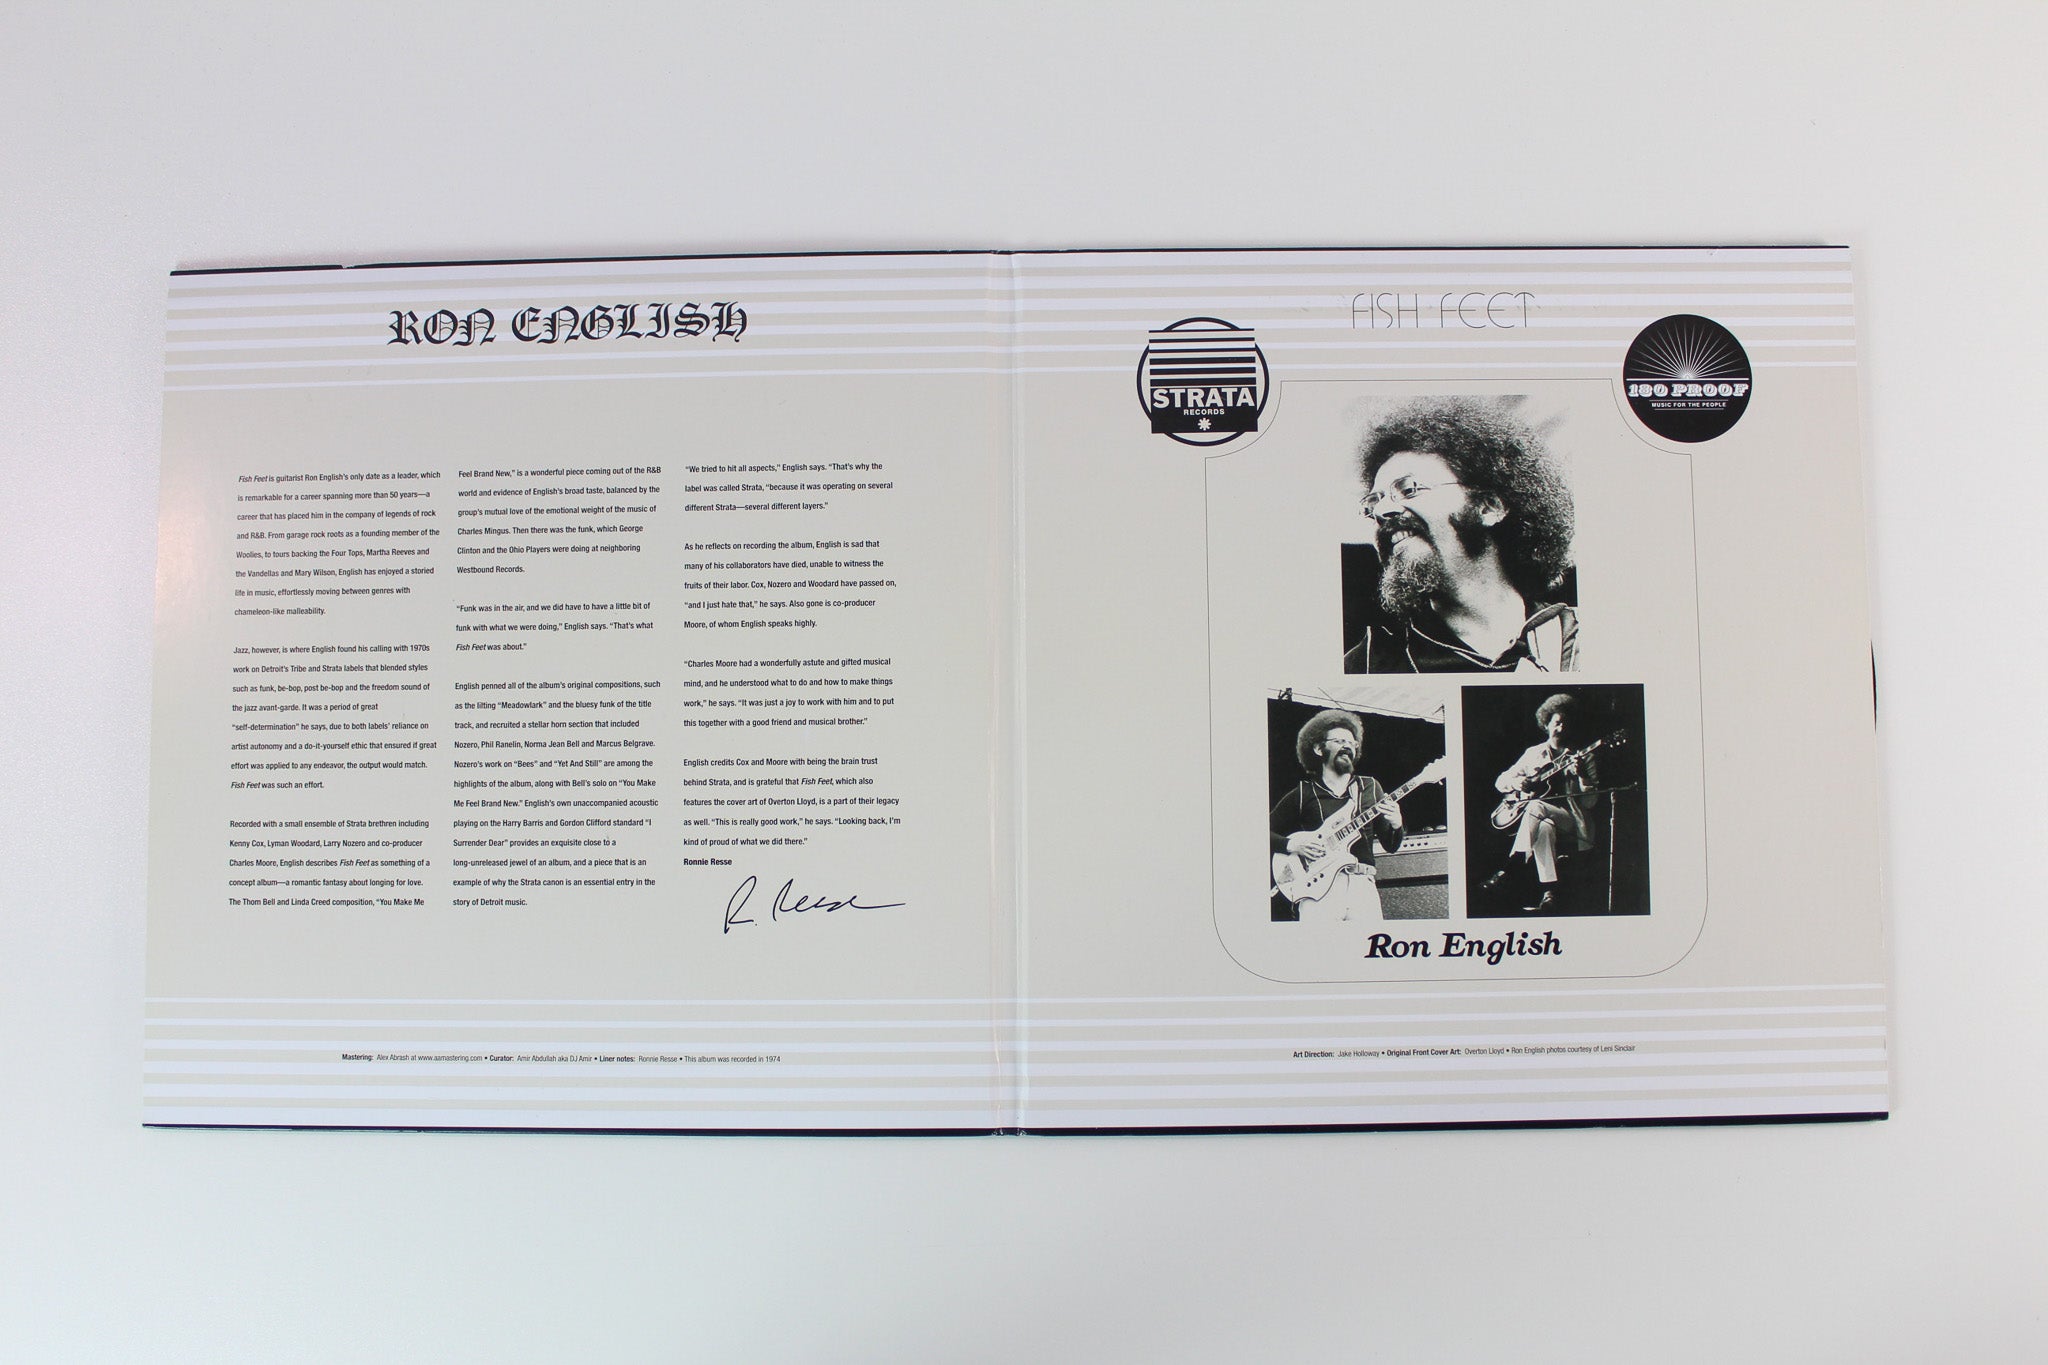 RON ENGLISH
Fish Feet is guitarist Ron English's only date as a leader, which
is remarkable for a career spanning more than 50 years—a
career that has placed him in the company of legends of rock
and R&B. From garage rock roots as a founding member of the
Woolies, to tours backing the Four Tops, Martha Reeves and
the Vandellas and Mary Wilson, English has enjoyed a storied
life in music, effortlessly moving between genres with
chameleon-like malleability.
Jazz, however, is where English found his calling with 1970s
work on Detroit's Tribe and Strata labels that blended styles
such as funk, be-bop, post be-bop and the freedom sound of
the jazz avant-garde. It was a period of great
"self-determination" he says, due to both labels' reliance on
artist autonomy and a do-it-yourself ethic that ensured if great
effort was applied to any endeavor, the output would match.
Fish Feet was such an effort.
Recorded with a small ensemble of Strata brethren including
Kenny Cox, Lyman Woodard, Larry Nozero and co-producer
Charles Moore, English describes Fish Feet as something of a
concept album—a romantic fantasy about longing for love.
The Thom Bell and Linda Creed composition, "You Make Me
Feel Brand New," is a wonderful piece coming out of the R&B
world and evidence of English's broad taste, balanced by the
group's mutual love of the emotional weight of the music of
Charles Mingus. Then there was the funk, which George
Clinton and the Ohio Players were doing at neighboring
Westbound Records.
"Funk was in the air, and we did have to have a little bit of
funk with what we were doing," English says. "That's what
Fish Feet was about."
English penned all of the album's original compositions, such
as the lilting "Meadowlark" and the bluesy funk of the title
track, and recruited a stellar horn section that included
Nozero, Phil Ranelin, Norma Jean Bell and Marcus Belgrave.
Nozero's work on "Bees" and "Yet And Still" are among the
highlights of the album, along with Bell's solo on "You Make
Me Feel Brand New." English's own unaccompanied acoustic
playing on the Harry Barris and Gordon Clifford standard "I
Surrender Dear" provides an exquisite close to a
long-unreleased jewel of an album, and a piece that is an
example of why the Strata canon is an essential entry in the
story of Detroit music.
"We tried to hit all aspects," English says. "That's why the
label was called Strata, "because it was operating on several
different Strata—several different layers."
As he reflects on recording the album, English is sad that
many of his collaborators have died, unable to witness the
fruits of their labor. Cox, Nozero and Woodard have passed on,
"and I just hate that," he says. Also gone is co-producer
Moore, of whom English speaks highly.
"Charles Moore had a wonderfully astute and gifted musical
mind, and he understood what to do and how to make things
work," he says. "It was just a joy to work with him and to put
this together with a good friend and musical brother."
English credits Cox and Moore with being the brain trust
behind Strata, and is grateful that Fish Feet, which also
features the cover art of Overton Lloyd, is a part of their legacy
as well. "This is really good work," he says. "Looking back, I'm
kind of proud of what we did there."
Ronnie Resse
R. Reese
Mastering: Alex Abrash at www.aamastering.com • Curator: Amir Abdullah aka DJ Amir • Liner notes: Ronnie Resse • This album was recorded in 1974
FISH FEET
STRATA
RECORDS
180 PROOF
MUSIC FOR THE PEOPLE
Ron English
Art Direction: Jake Holloway • Original Front Cover Art: Overton Lloyd • Ron English photos courtesy of Leni Sinclair